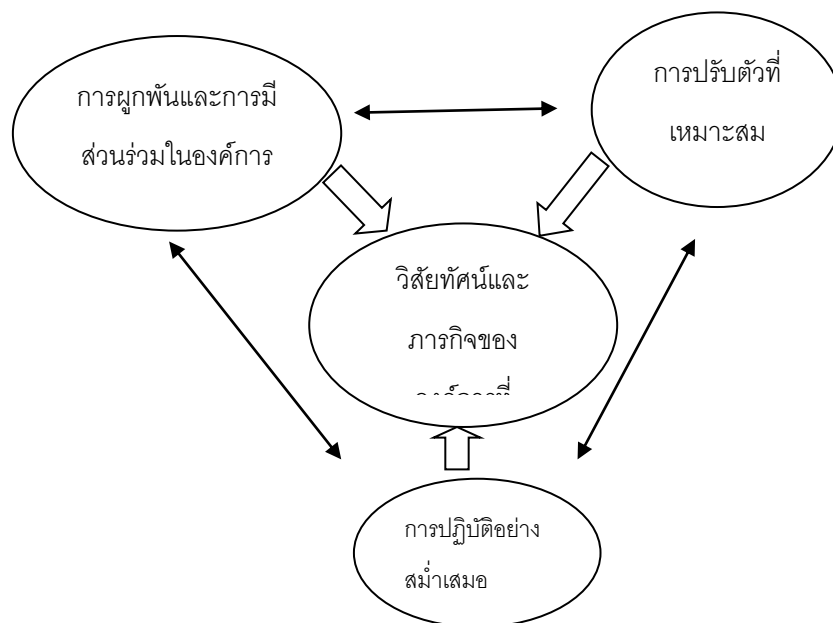 การผูกพันและการมี
ส่วนร่วมในองค์การ
การปรับตัวที่
เหมาะสม
วิสัยทัศน์และ
ภารกิจของ
การปฏิบัติอย่าง
สม่ำเสมอ